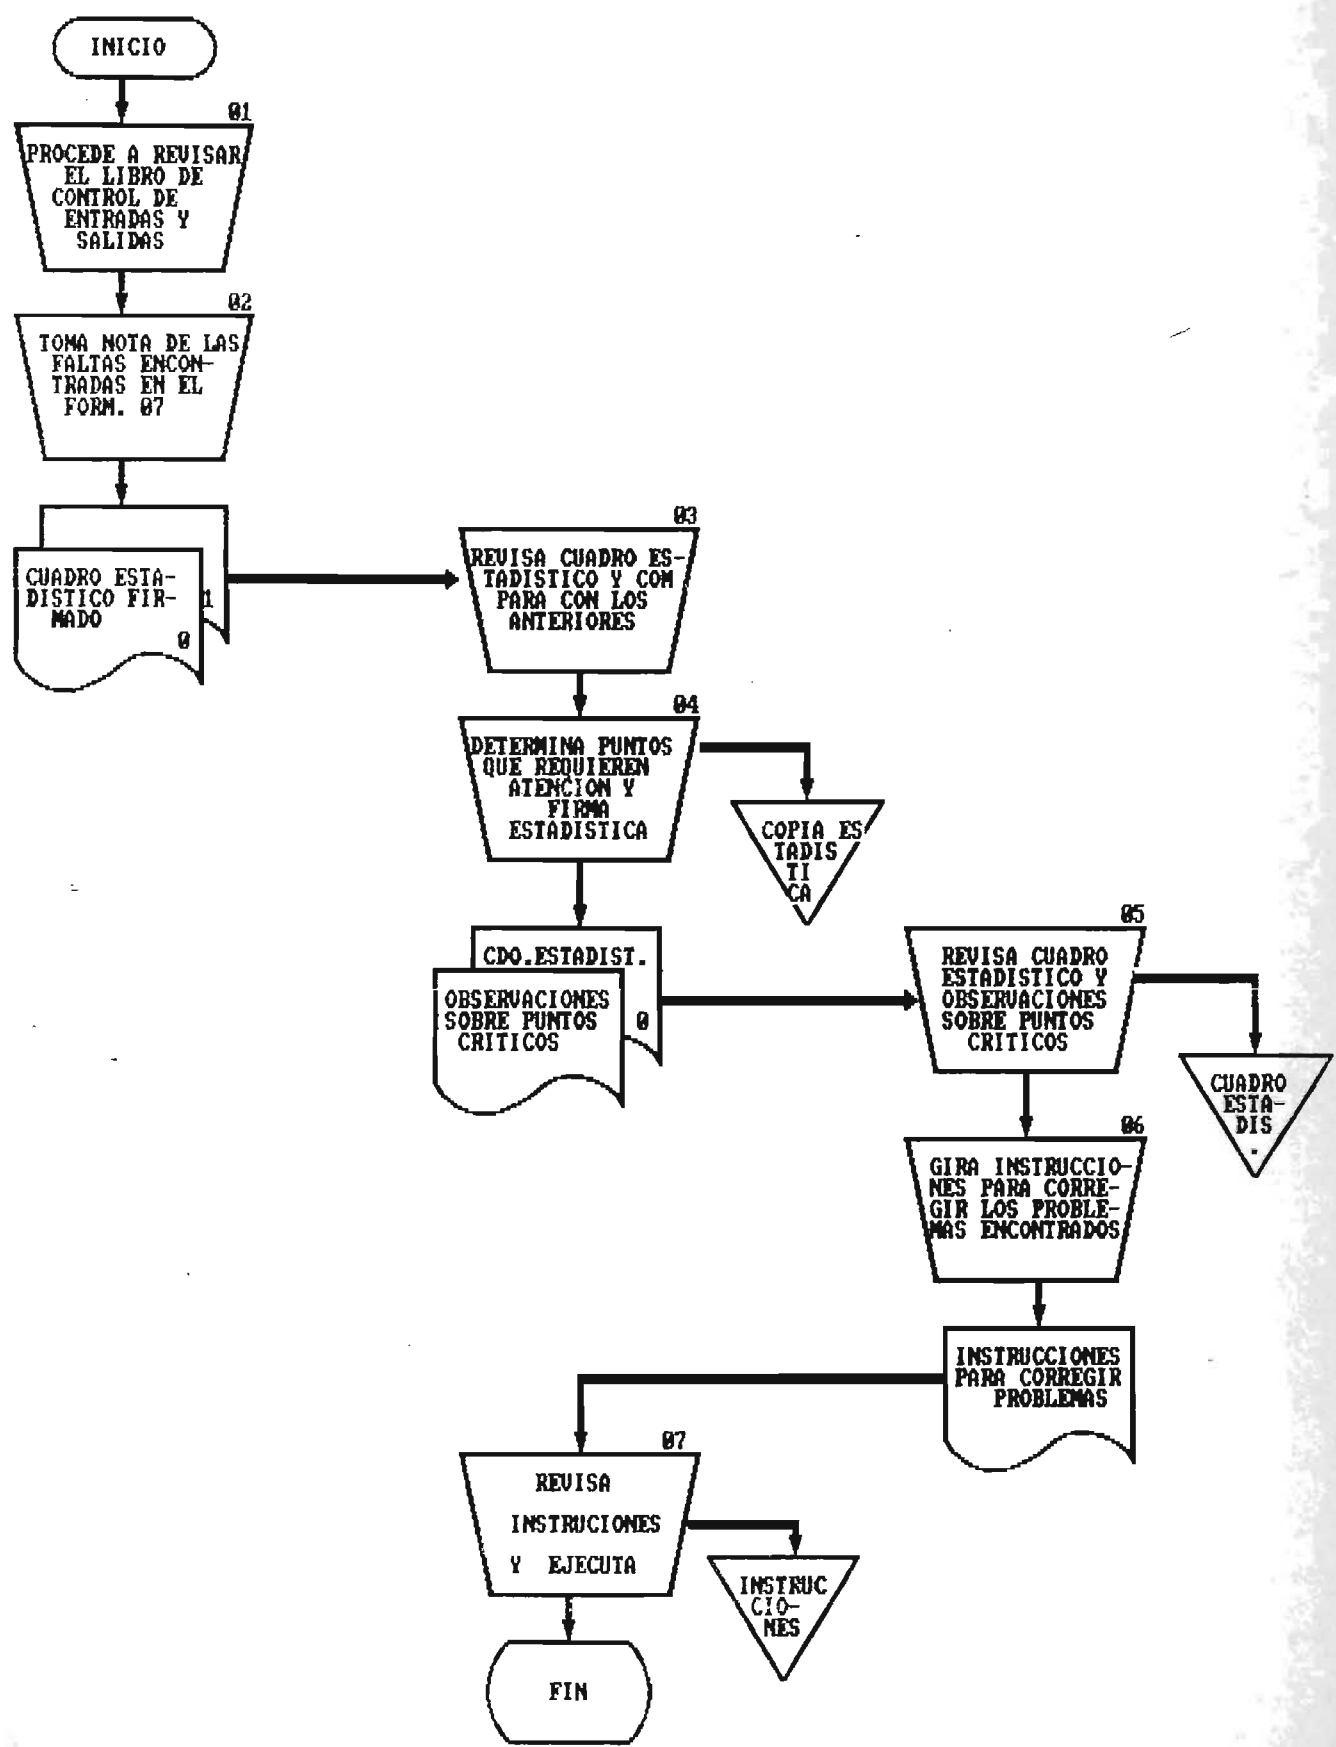 INICIO
01
PROCEDE A REVISAR
EL LIBRO DE
CONTROL DE
ENTRADAS Y
SALIDAS
02
TOMA NOTA DE LAS
FALTAS ENCON-
TRADAS EN EL
FORM. 07
CUADRO ESTA-
DISTICO FIR-
MADO
1
0
03
REVISA CUADRO ES-
TADISTICO Y COM
PARA CON LOS
ANTERIORES
04
DETERMINA PUNTOS
QUE REQUIEREN
ATENCION Y
FIRMA
ESTADISTICA
COPIA ES
TADIS
TI
CA
CDO.ESTADIST.
0
OBSERVACIONES
SOBRE PUNTOS
CRITICOS
05
REVISA CUADRO
ESTADISTICO Y
OBSERVACIONES
SOBRE PUNTOS
CRITICOS
CUADRO
ESTA-
DIS
.
06
GIRA INSTRUCCIO-
NES PARA CORRE-
GIR LOS PROBLE-
MAS ENCONTRADOS
INSTRUCCIONES
PARA CORREGIR
PROBLEMAS
07
REVISA
INSTRUCIONES
Y EJECUTA
INSTRUC
CIO-
NES
FIN